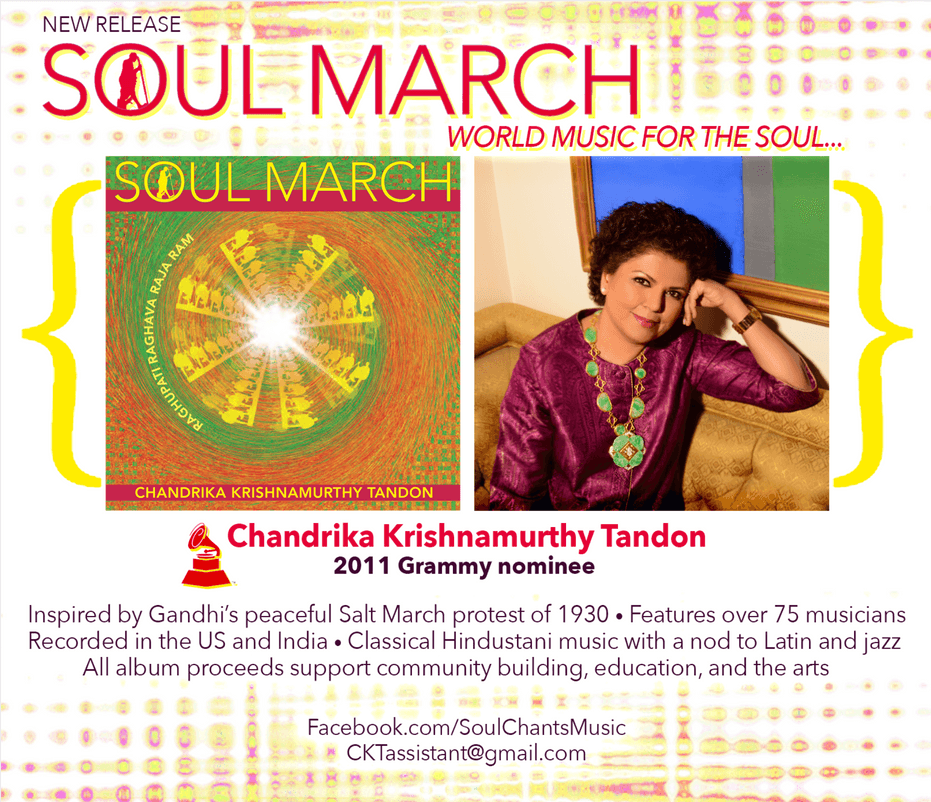 NEW RELEASE
SOUL MARCH
WORLD MUSIC FOR THE SOUL...
SOUL MARCH
RAGHUPATI RAGHAVA RAJA RAM
CHANDRIKA KRISHNAMURTHY TANDON
Chandrika Krishnamurthy Tandon
2011 Grammy nominee
Inspired by Gandhi’s peaceful Salt March protest of 1930 • Features over 75 musicians
Recorded in the US and India • Classical Hindustani music with a nod to Latin and jazz
All album proceeds support community building, education, and the arts
Facebook.com/SoulChantsMusic
CKTassistant@gmail.com